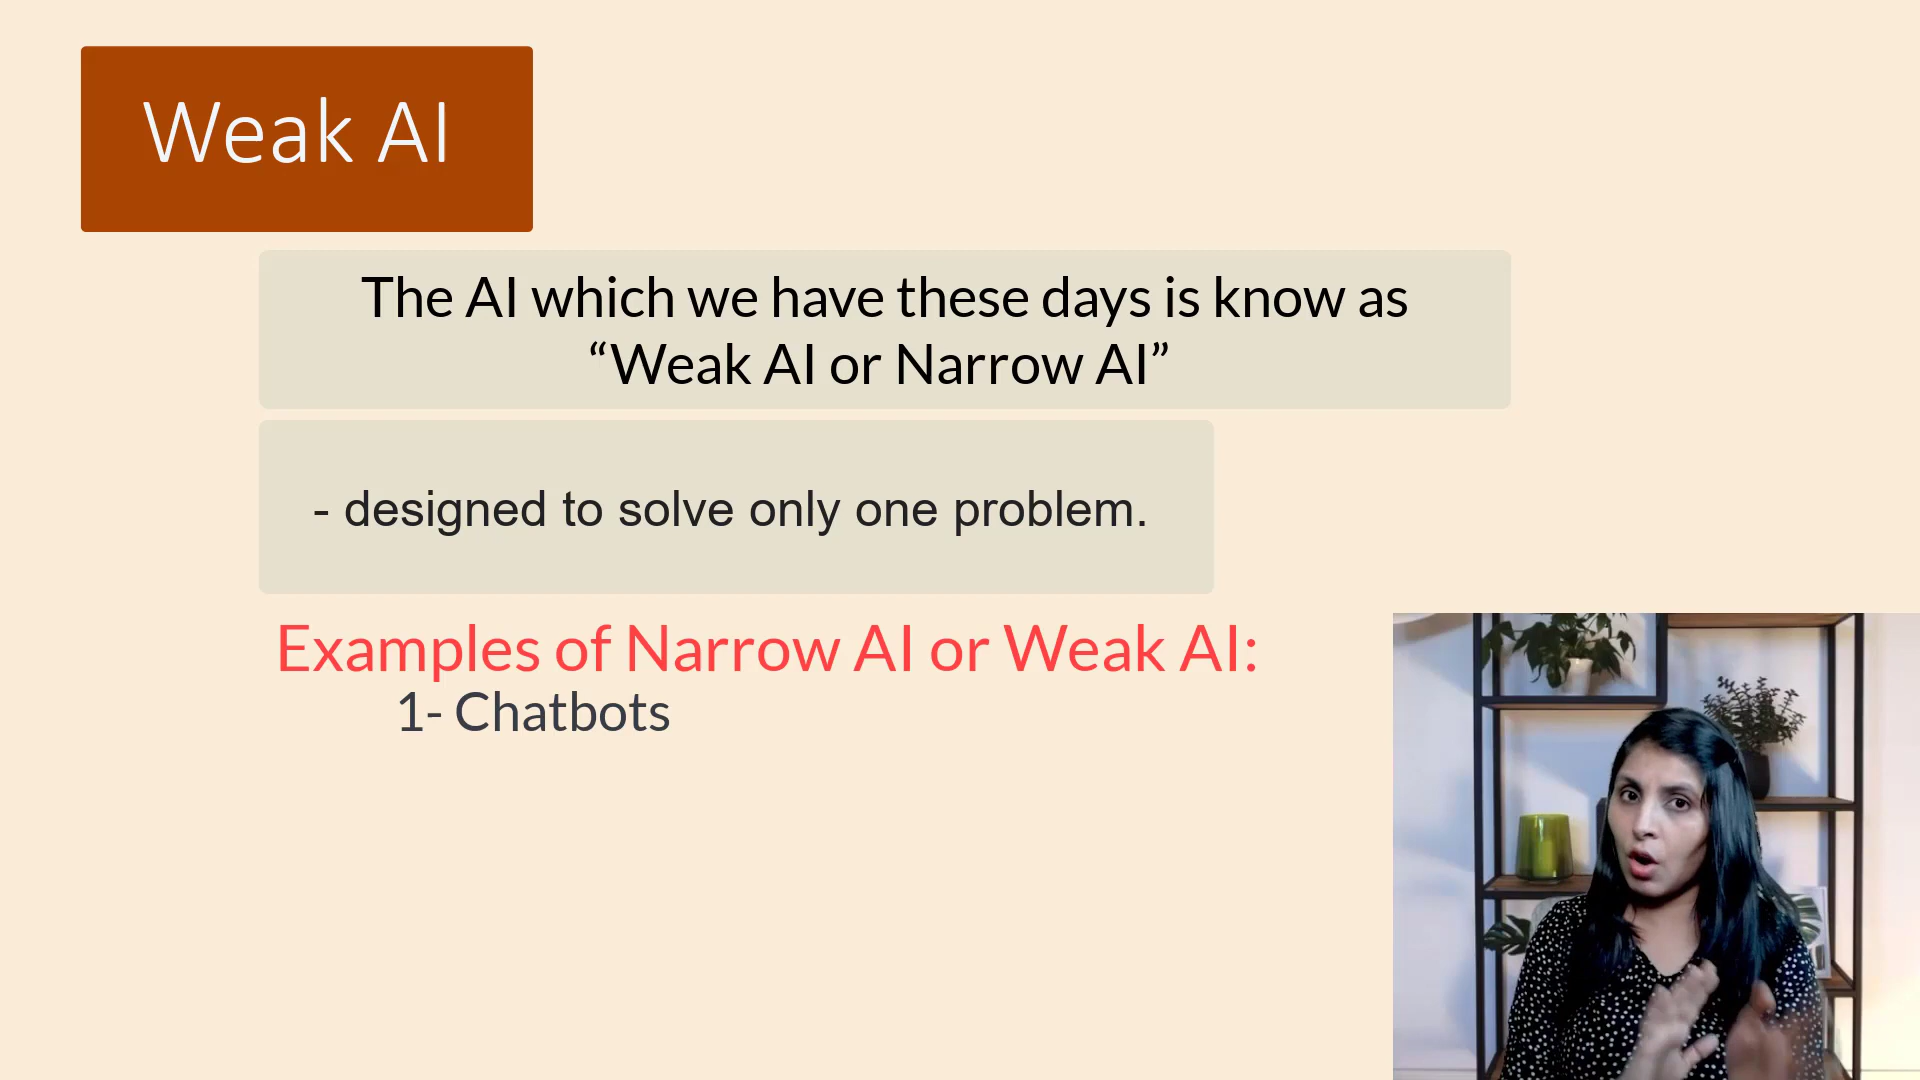 Weak AI
The AI which we have these days is know as
“Weak AI or Narrow AI”
- designed to solve only one problem.
Examples of Narrow AI or Weak AI:
1- Chatbots